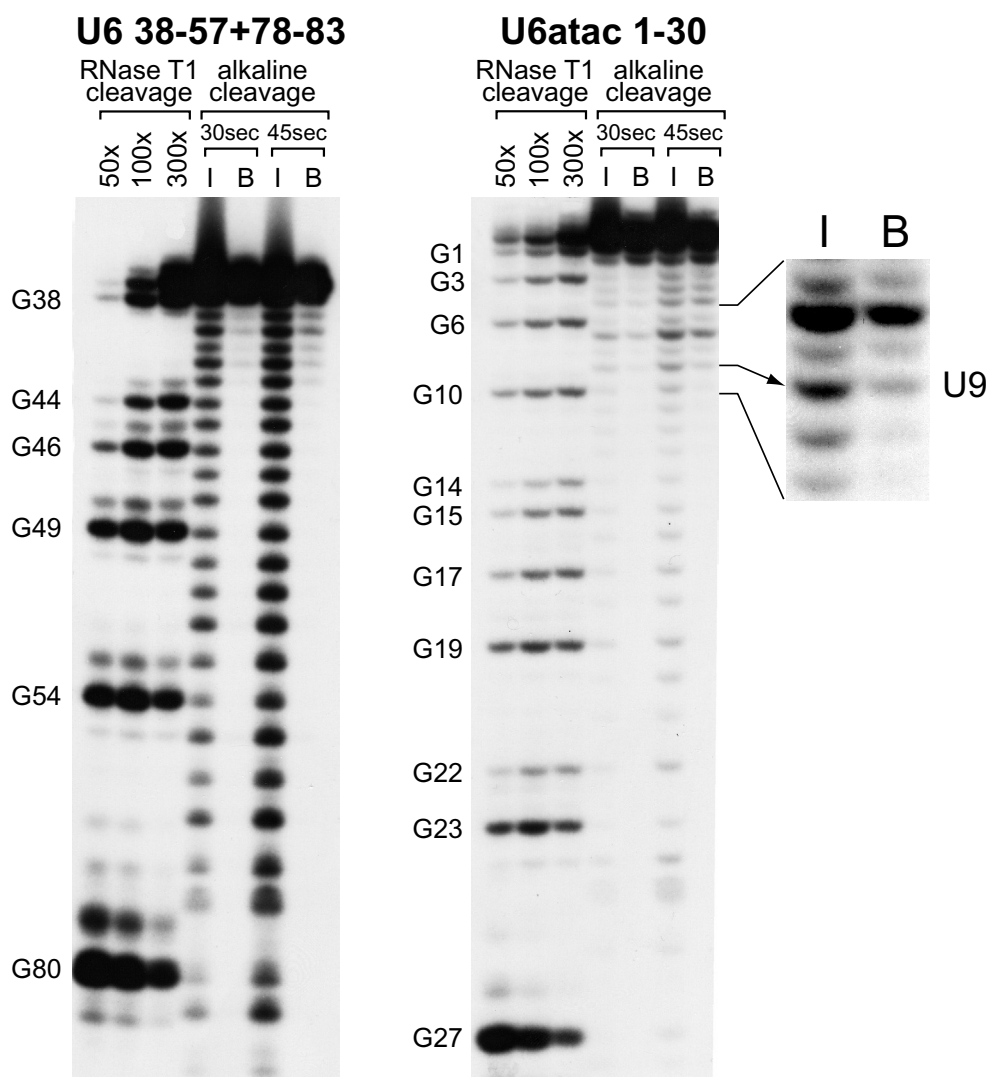 U6 38-57+78-83
RNase T1 alkaline
cleavage cleavage
30sec 45sec
50x 100x 300x I B I B
G38
G44
G46
G49
G54
G80
U6atac 1-30
RNase T1 alkaline
cleavage cleavage
30sec 45sec
50x 100x 300x I B I B
G1
G3
G6
G10
G14
G15
G17
G19
G22
G23
G27
I B
U9